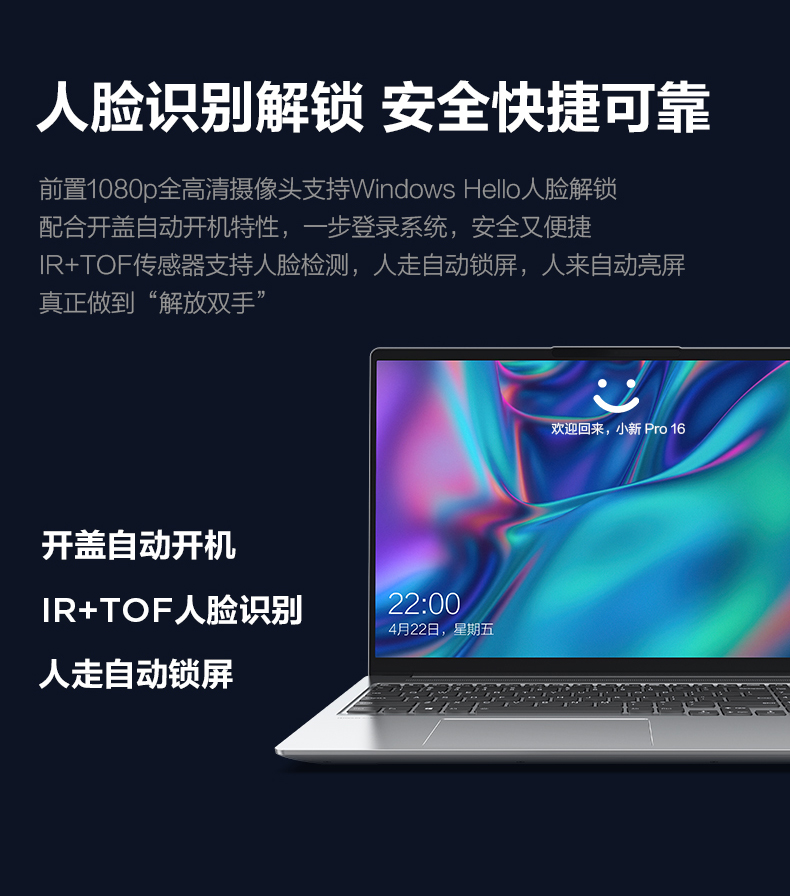 人脸识别解锁 安全快捷可靠
前置1080p全高清摄像头支持Windows Hello人脸解锁
配合开盖自动开机特性，一步登录系统，安全又便捷
IR+TOF传感器支持人脸检测，人走自动锁屏，人来自动亮屏
真正做到“解放双手”
欢迎回来，小新 Pro 16
开盖自动开机
IR+TOF人脸识别
人走自动锁屏
22:00
4月22日，星期五